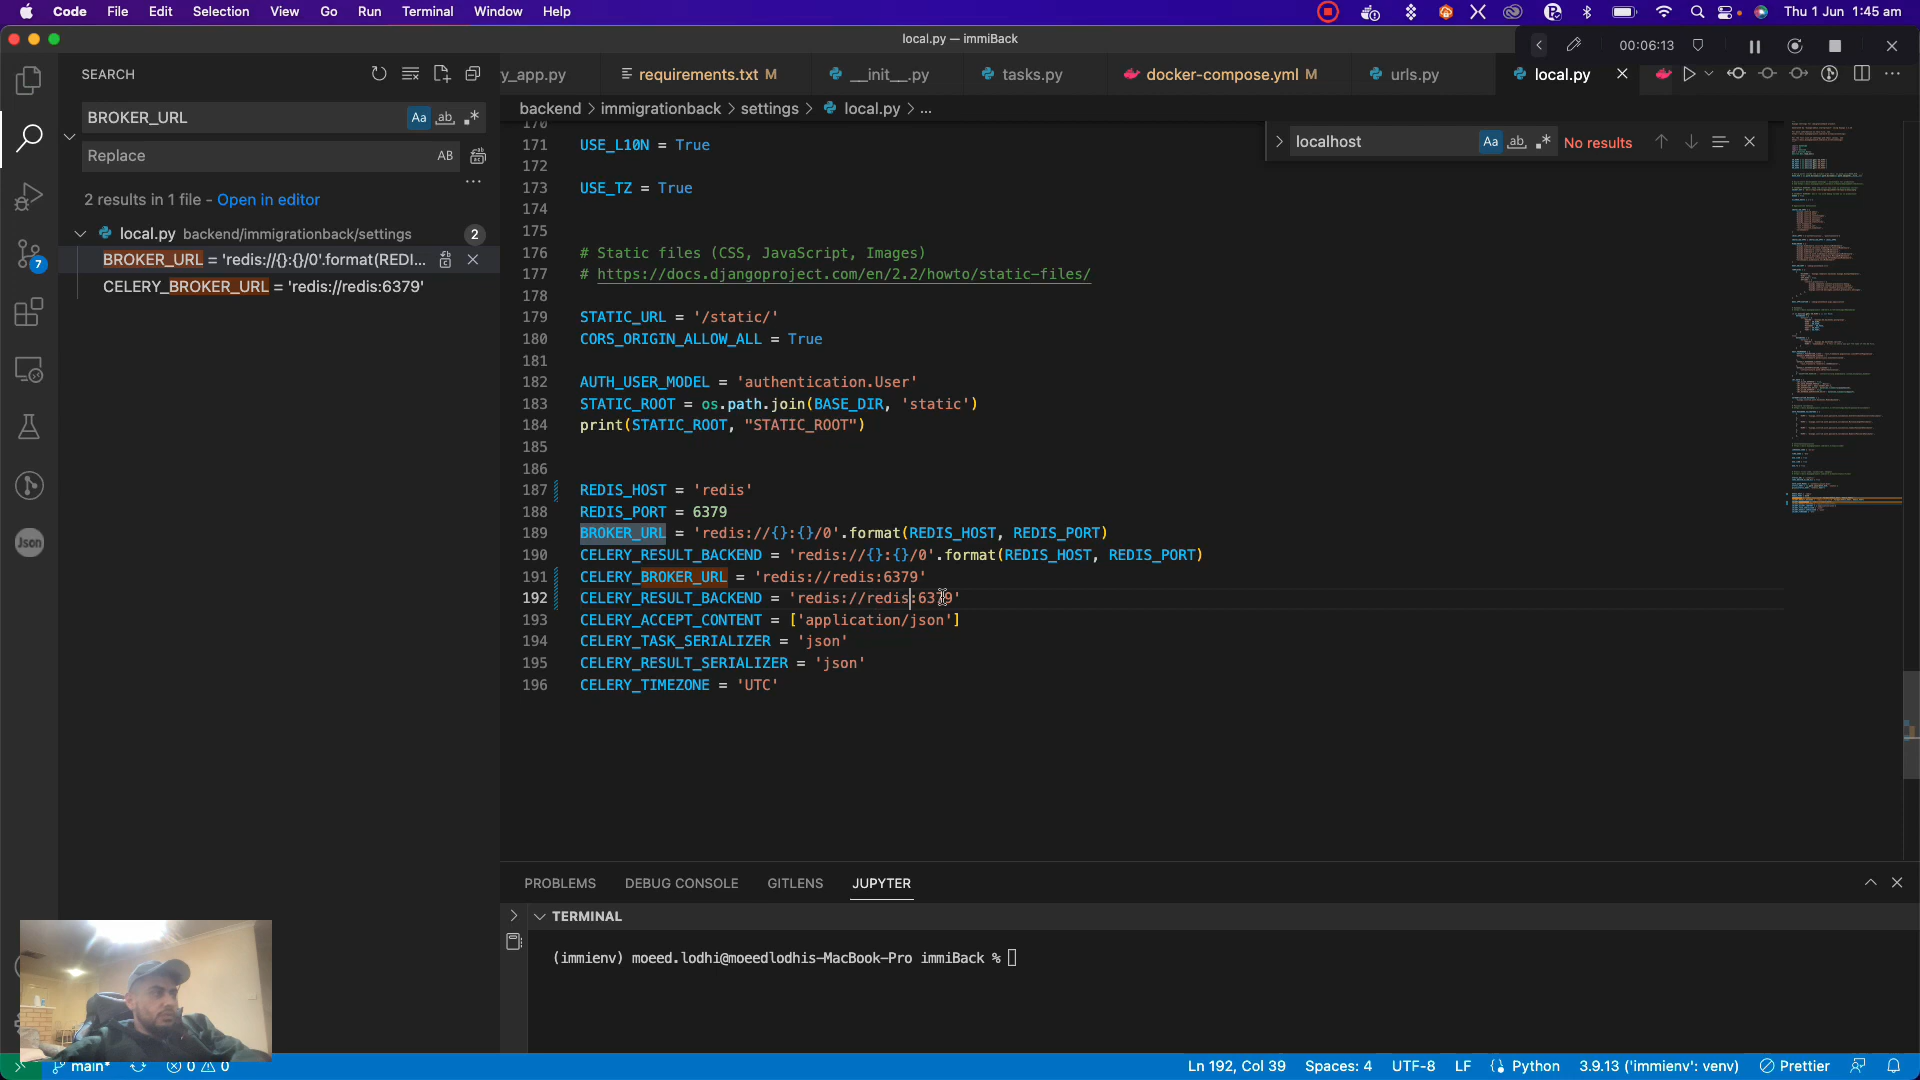 Code File Edit Selection View Go Run Terminal Window Help
Thu 1 Jun 1:45 am
local.py — immiBack
00:06:13
SEARCH
BROKER_URL
Aa
Replace
AB
2 results in 1 file - Open in editor
local.py backend/immigrationback/settings
2
BROKER_URL = 'redis://{}:{}/0'.format(REDI...
CELERY_BROKER_URL = 'redis://redis:6379'
7
Json
y_app.py requirements.txt M __init__.py tasks.py docker-compose.yml M urls.py local.py
backend > immigrationback > settings > local.py > ...
localhost
Aa
No results
170
171 USE_L10N = True
172
173 USE_TZ = True
174
175
176 # Static files (CSS, JavaScript, Images)
177 # https://docs.djangoproject.com/en/2.2/howto/static-files/
178
179 STATIC_URL = '/static/'
180 CORS_ORIGIN_ALLOW_ALL = True
181
182 AUTH_USER_MODEL = 'authentication.User'
183 STATIC_ROOT = os.path.join(BASE_DIR, 'static')
184 print(STATIC_ROOT, "STATIC_ROOT")
185
186
187 REDIS_HOST = 'redis'
188 REDIS_PORT = 6379
189 BROKER_URL = 'redis://{}:{}/0'.format(REDIS_HOST, REDIS_PORT)
190 CELERY_RESULT_BACKEND = 'redis://{}:{}/0'.format(REDIS_HOST, REDIS_PORT)
191 CELERY_BROKER_URL = 'redis://redis:6379'
192 CELERY_RESULT_BACKEND = 'redis://redis:6379'
193 CELERY_ACCEPT_CONTENT = ['application/json']
194 CELERY_TASK_SERIALIZER = 'json'
195 CELERY_RESULT_SERIALIZER = 'json'
196 CELERY_TIMEZONE = 'UTC'
PROBLEMS DEBUG CONSOLE GITLENS JUPYTER
TERMINAL
(immienv) moeed.lodhi@moeedlodhis-MacBook-Pro immiBack %
main* 0 0 Ln 192, Col 39 Spaces: 4 UTF-8 LF Python 3.9.13 ('immienv': venv) Prettier